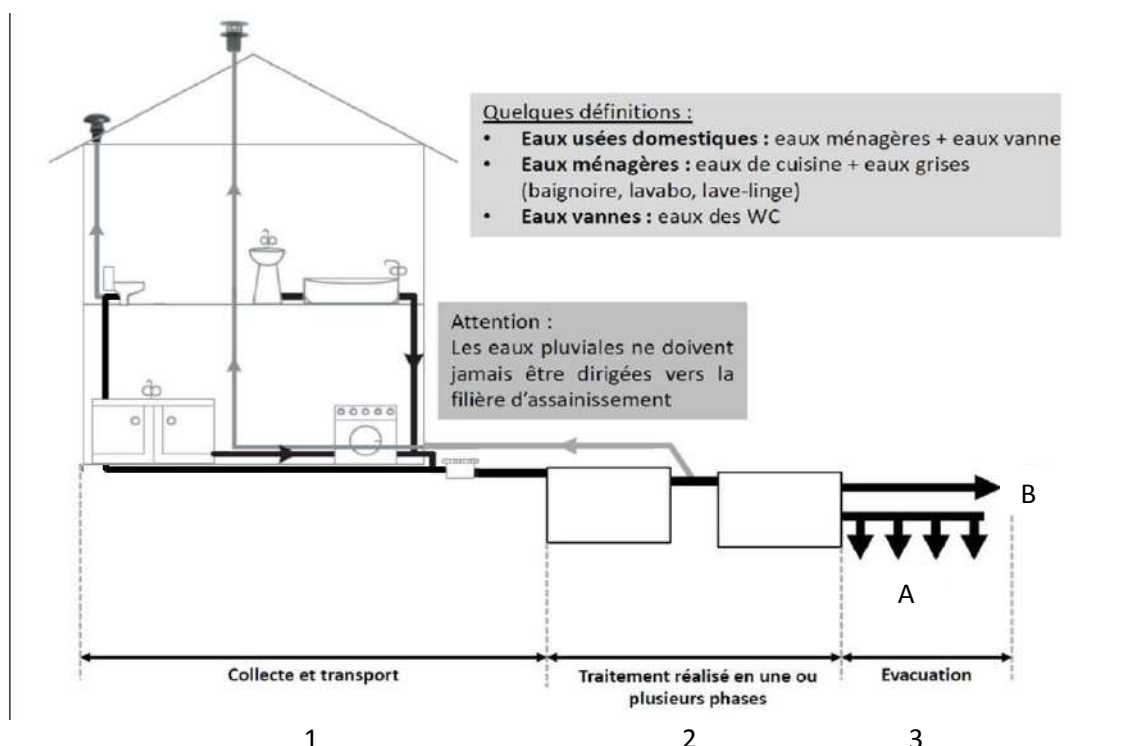 Quelques définitions :
• Eaux usées domestiques : eaux ménagères + eaux vanne
• Eaux ménagères : eaux de cuisine + eaux grises
(baignoire, lavabo, lave-linge)
• Eaux vannes : eaux des WC
Attention :
Les eaux pluviales ne doivent
jamais être dirigées vers la
filière d'assainissement
B
A
Collecte et transport
Traitement réalisé en une ou
plusieurs phases
Evacuation
1
2
3